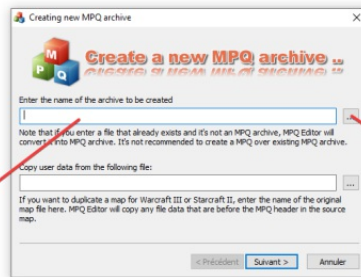 Creating new MPQ archive
M
P
Q
Create a new MPQ archive ..
Enter the name of the archive to be created
...
Note that if you enter a file that already exists and it's not an MPQ archive, MPQ Editor will
convert it into MPQ archive. It's not recommended to create a MPQ over existing MPQ archive.
Copy user data from the following file:
...
If you want to duplicate a map for Warcraft III or Starcraft II, enter the name of the original
map file here. MPQ Editor will copy any file data that are before the MPQ header in the source
map.
< Précédent
Suivant >
Annuler